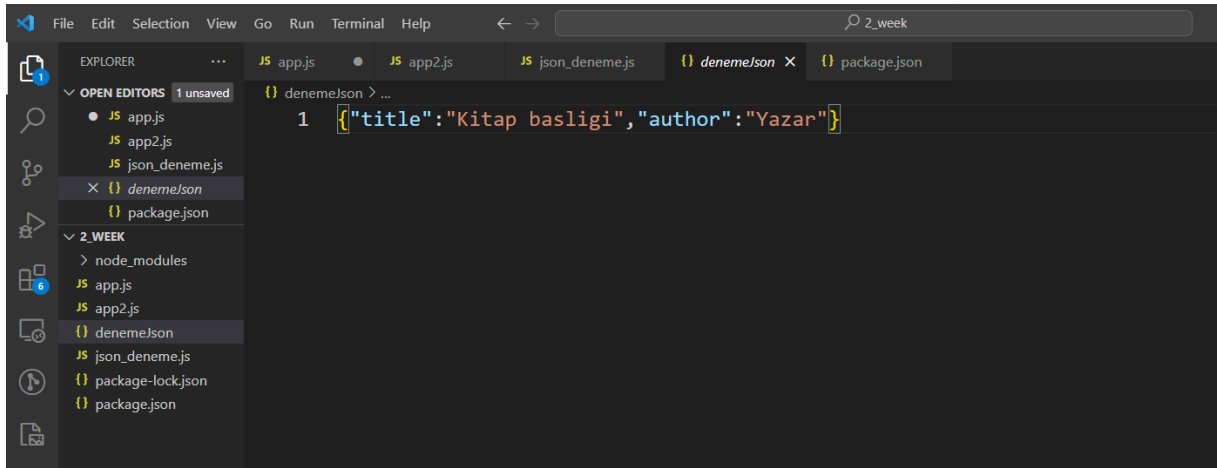 File Edit Selection View Go Run Terminal Help ← → 2_week
EXPLORER ...
JS app.js ● JS app2.js JS json_deneme.js {} denemeJson × {} package.json
OPEN EDITORS 1 unsaved
{} denemeJson > ...
● JS app.js
1 {"title":"Kitap basligi","author":"Yazar"}
JS app2.js
JS json_deneme.js
× {} denemeJson
{} package.json
2_WEEK
> node_modules
JS app.js
JS app2.js
{} denemeJson
JS json_deneme.js
{} package-lock.json
{} package.json
1
6